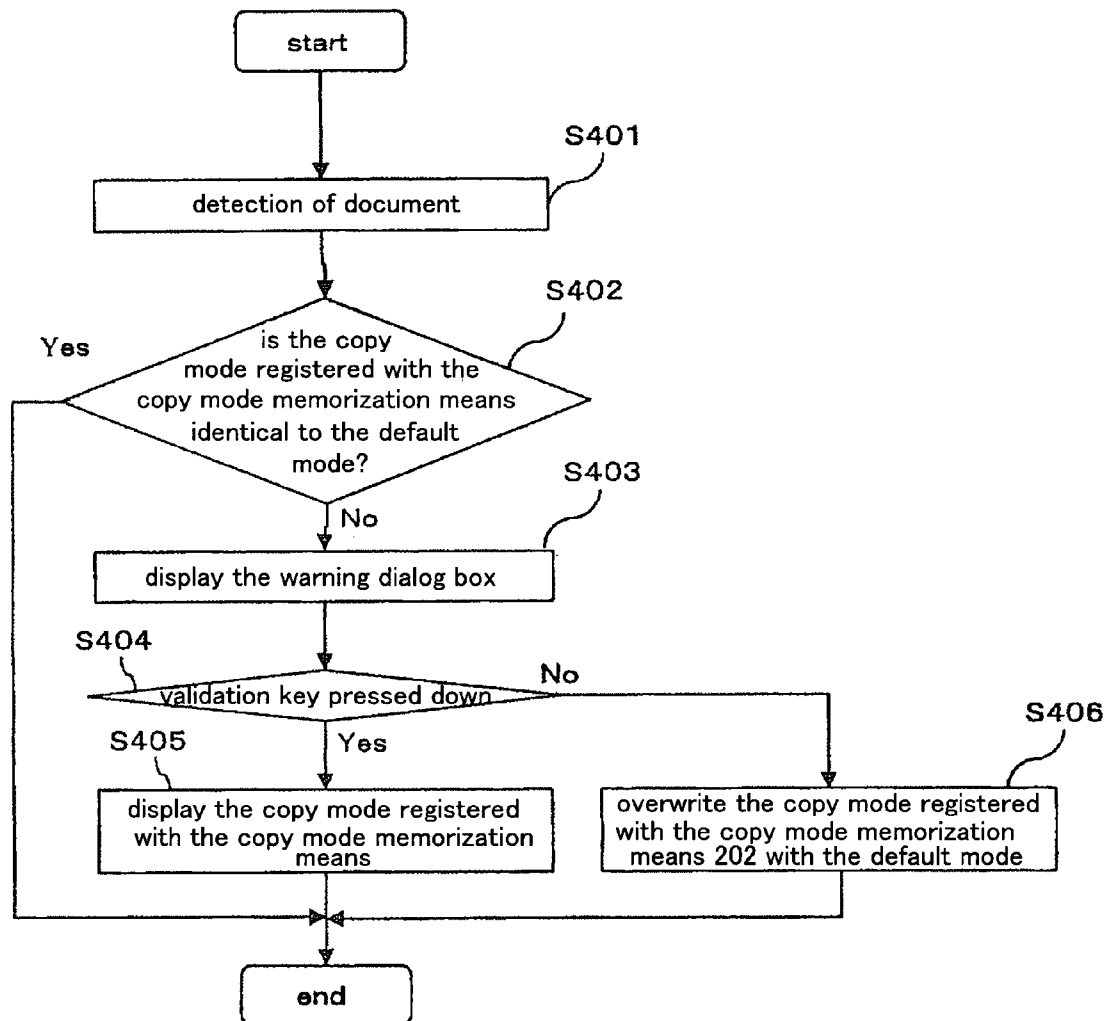 start
S401
detection of document
S402
Yes
is the copy
mode registered with the
copy mode memorization means
identical to the default
mode?
No
S403
display the warning dialog box
S404
validation key pressed down
No
Yes
S405
display the copy mode registered
with the copy mode memorization
means
S406
overwrite the copy mode registered
with the copy mode memorization
means 202 with the default mode
end